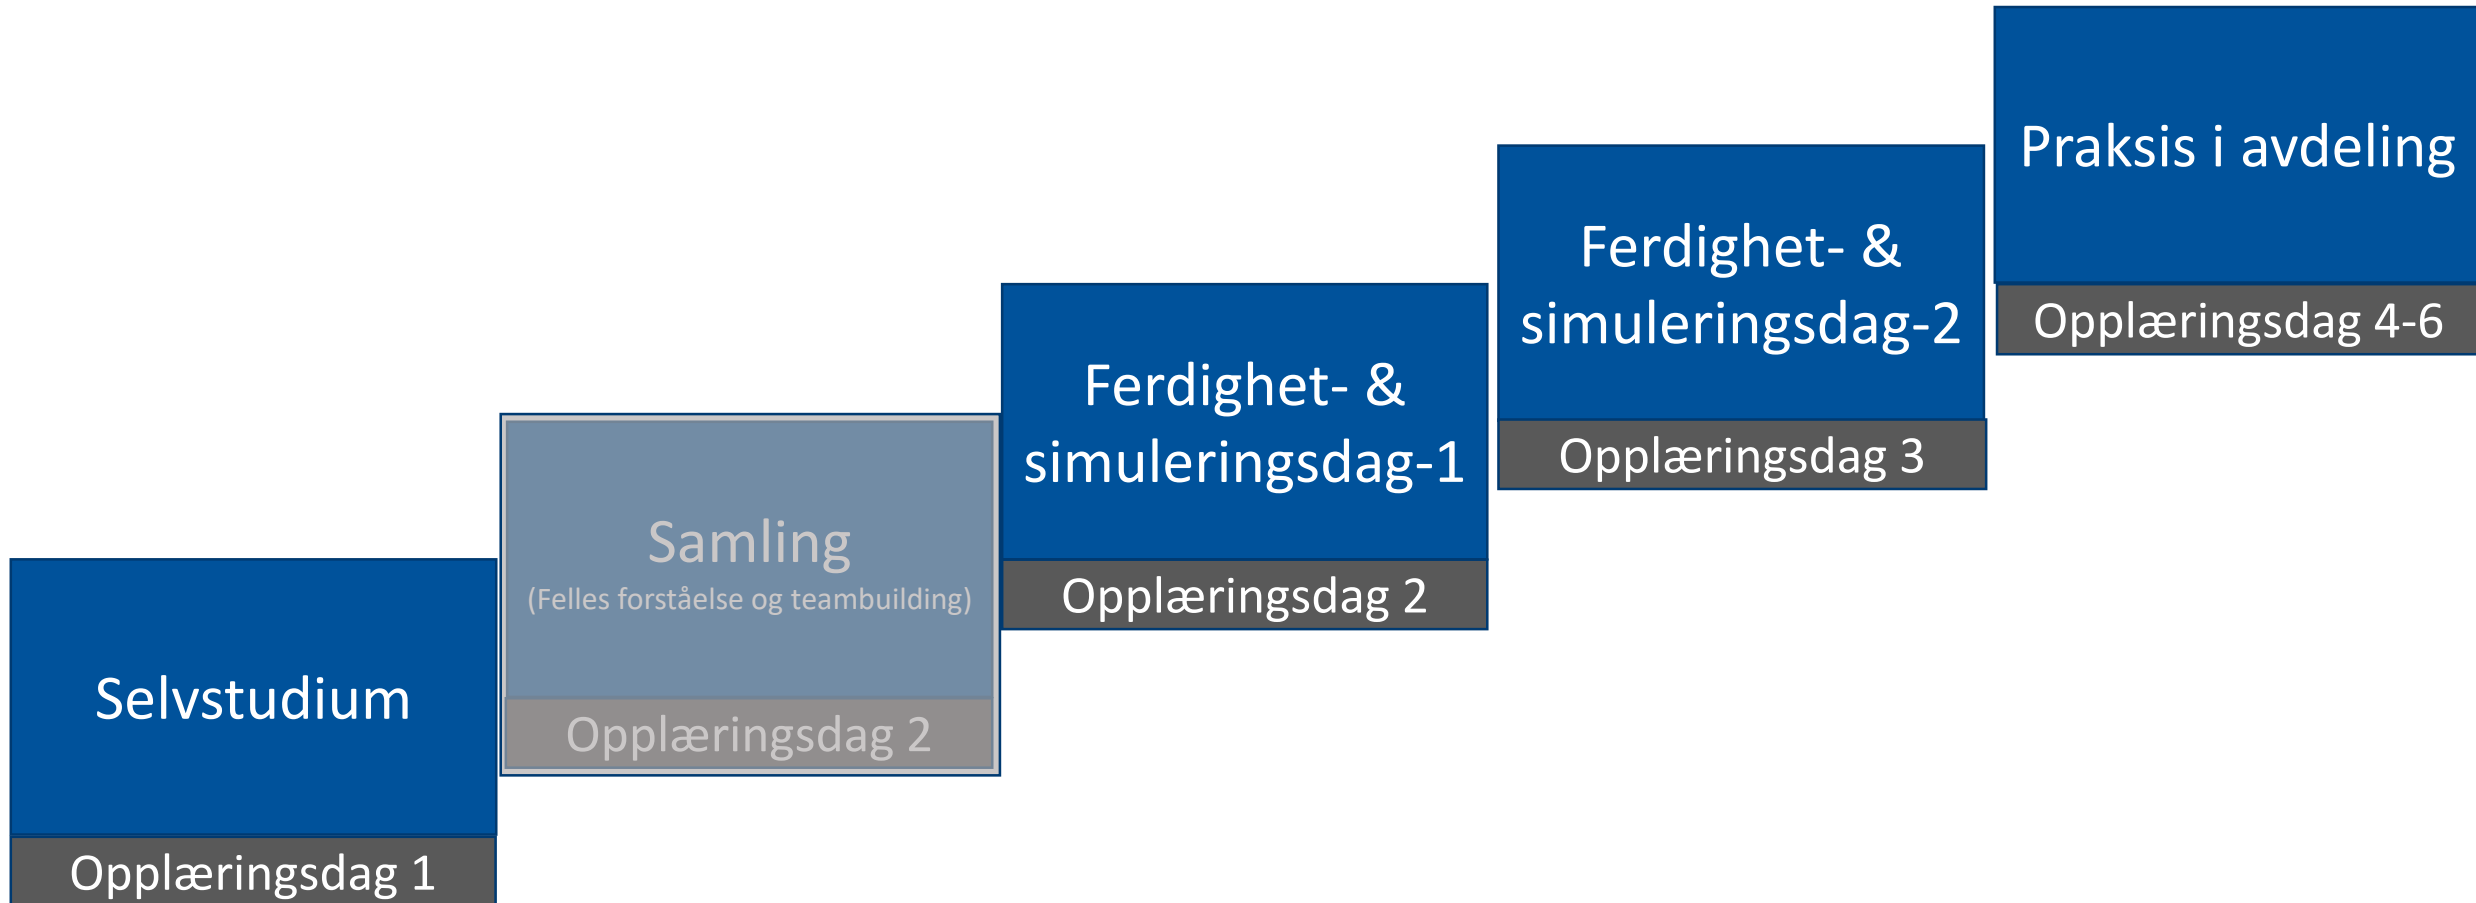 Selvstudium
Opplæringsdag 1
Samling
(Felles forståelse og teambuilding)
Opplæringsdag 2
Ferdighet- &
simuleringsdag-1
Opplæringsdag 2
Ferdighet- &
simuleringsdag-2
Opplæringsdag 3
Praksis i avdeling
Opplæringsdag 4-6